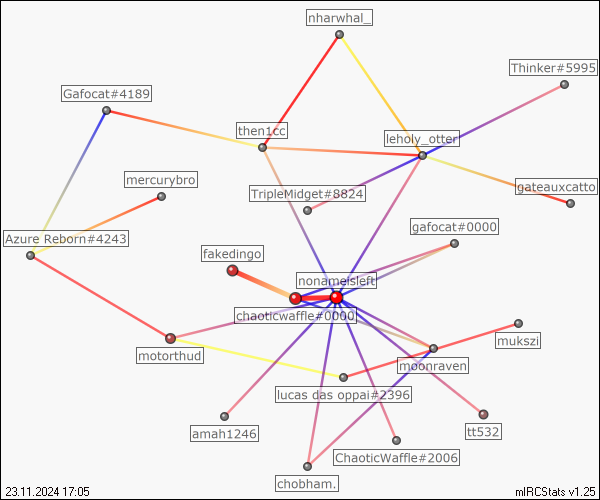 nharwhal_
Thinker#5995
Gafocat#4189
then1cc
leholy_otter
mercurybro
TripleMidget#8824
gateauxcatto
gafocat#0000
Azure Reborn#4243
fakedingo
nonameisleft
chaoticwaffle#0000
mukszi
motorthud
moonraven
lucas das oppai#2396
amah1246
tt532
ChaoticWaffle#2006
chobham.
23.11.2024 17:05
mIRCStats v1.25